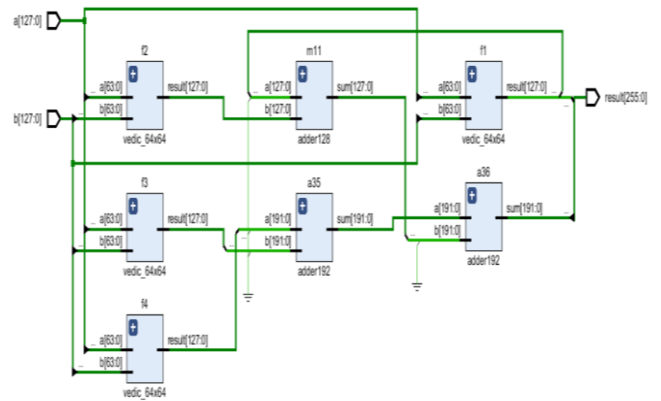 a[127:0]
b[127:0]
f2
a[63:0]
b[63:0]
result[127:0]
vedic_64x64
m11
a[127:0]
b[127:0]
sum[127:0]
adder128
f1
a[63:0]
b[63:0]
result[127:0]
vedic_64x64
result[255:0]
f3
a[63:0]
b[63:0]
result[127:0]
vedic_64x64
a35
a[191:0]
b[191:0]
sum[191:0]
adder192
a36
a[191:0]
b[191:0]
sum[191:0]
adder192
f4
a[63:0]
b[63:0]
result[127:0]
vedic_64x64